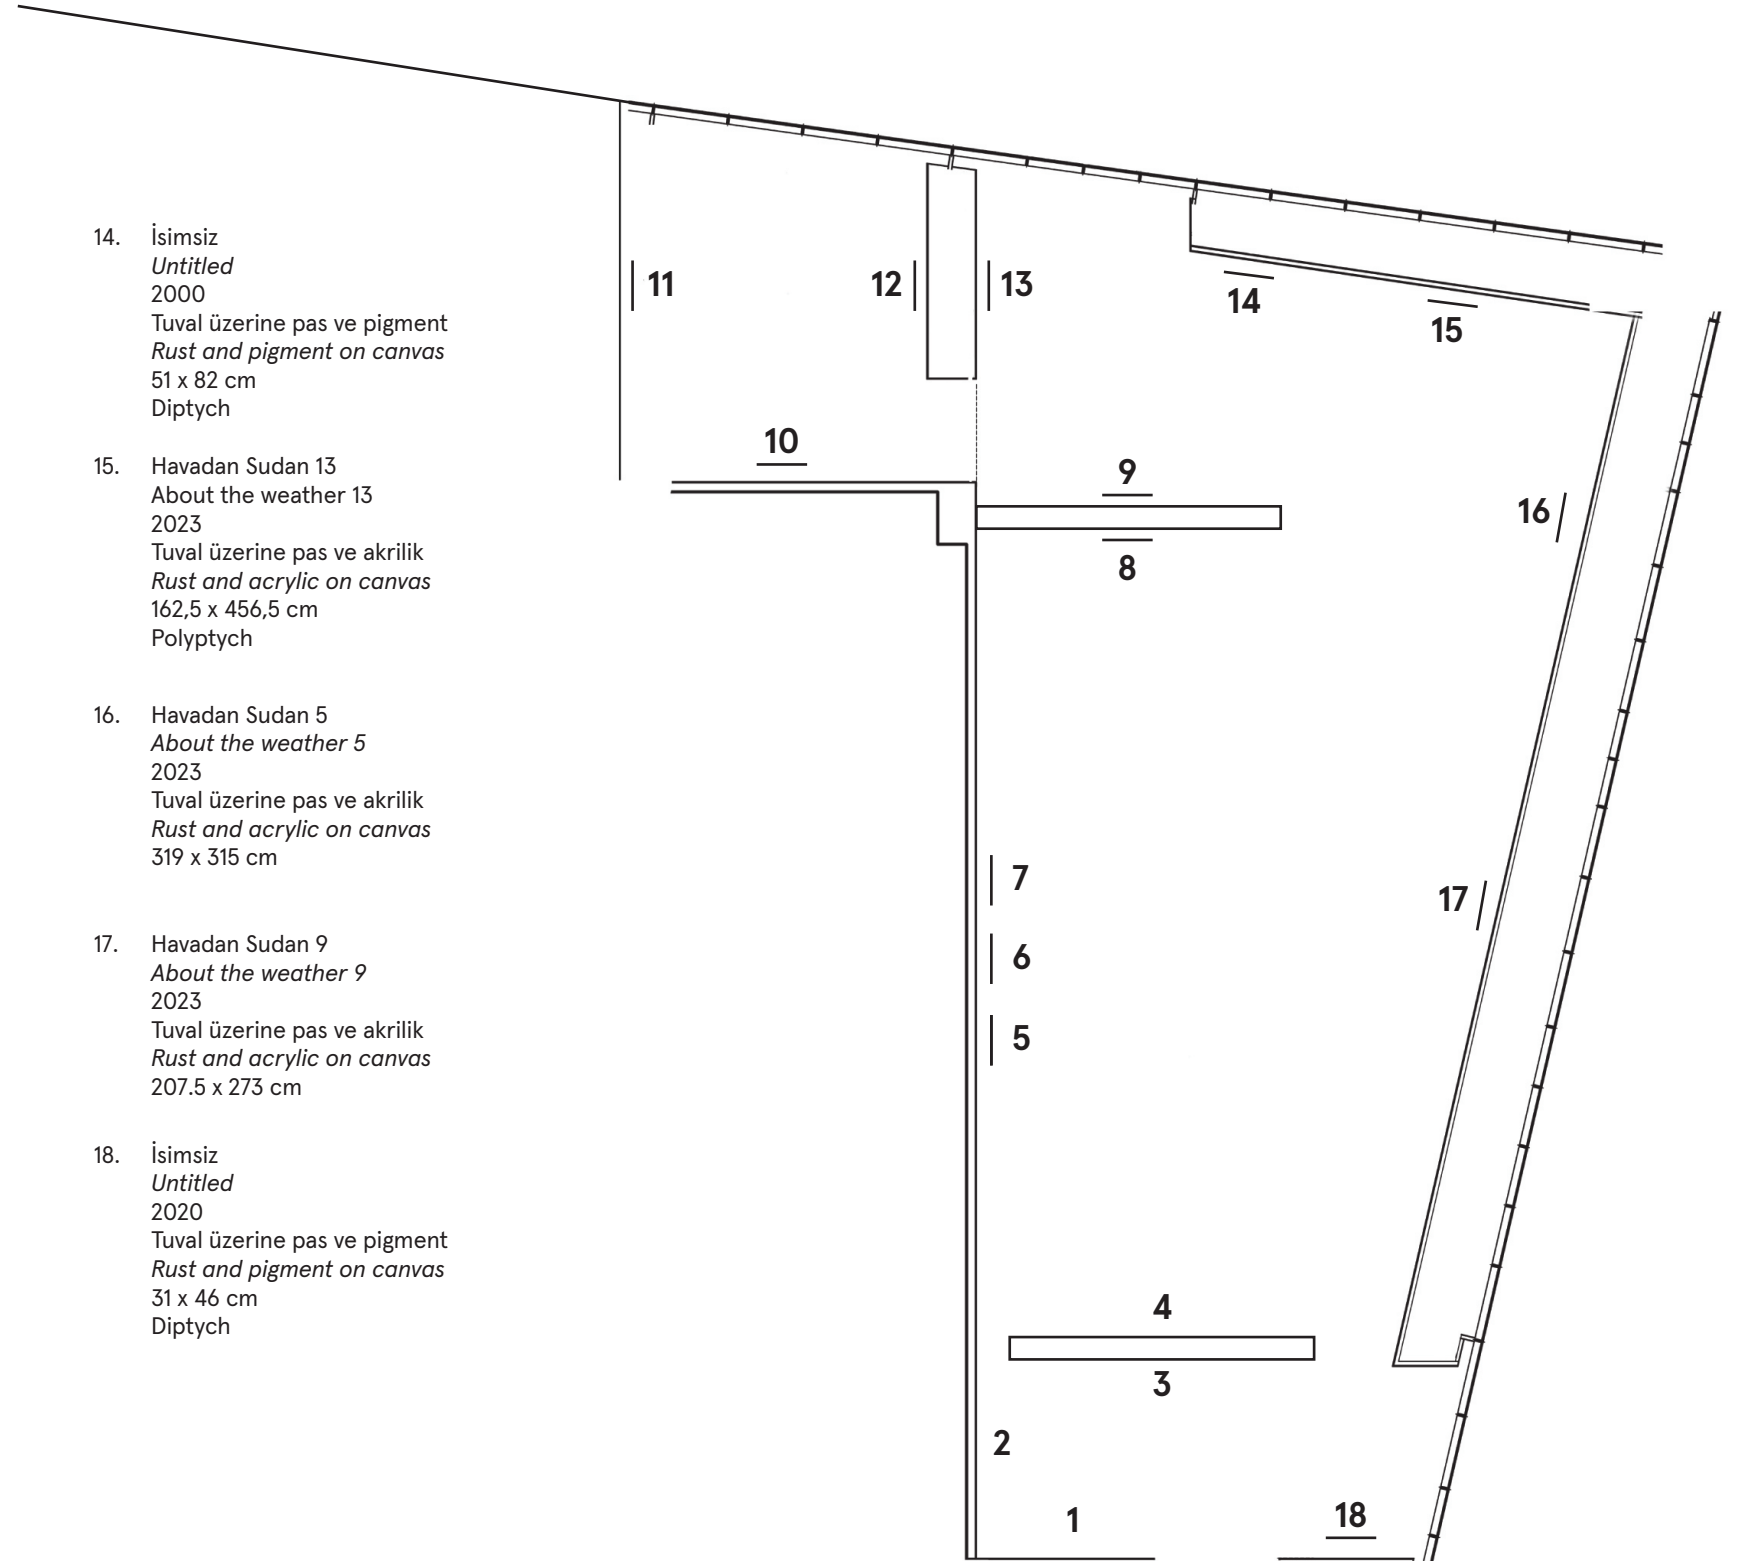 14. İsimsiz
Untitled
2000
Tuval üzerine pas ve pigment
Rust and pigment on canvas
51 x 82 cm
Diptych
15. Havadan Sudan 13
About the weather 13
2023
Tuval üzerine pas ve akrilik
Rust and acrylic on canvas
162,5 x 456,5 cm
Polyptych
16. Havadan Sudan 5
About the weather 5
2023
Tuval üzerine pas ve akrilik
Rust and acrylic on canvas
319 x 315 cm
17. Havadan Sudan 9
About the weather 9
2023
Tuval üzerine pas ve akrilik
Rust and acrylic on canvas
207.5 x 273 cm
18. İsimsiz
Untitled
2020
Tuval üzerine pas ve pigment
Rust and pigment on canvas
31 x 46 cm
Diptych
11
12
13
14
15
10
9
16
8
7
17
6
5
4
3
2
1
18